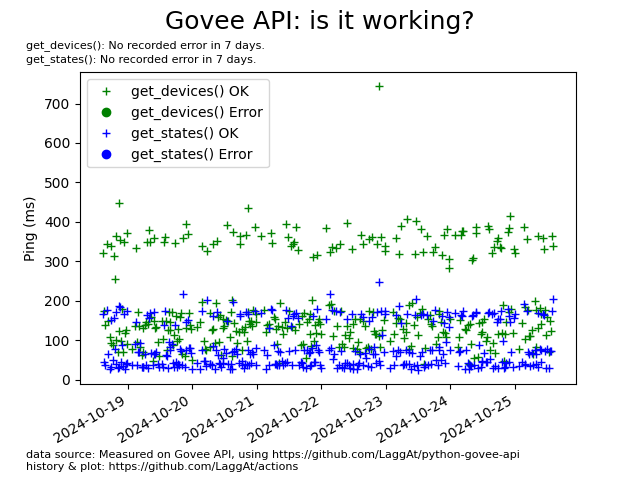 Govee API: is it working?
get_devices(): No recorded error in 7 days.
get_states(): No recorded error in 7 days.
get_devices() OK
get_devices() Error
get_states() OK
get_states() Error
Ping (ms)
700
600
500
400
300
200
100
0
2024-10-19
2024-10-20
2024-10-21
2024-10-22
2024-10-23
2024-10-24
2024-10-25
data source: Measured on Govee API, using https://github.com/LaggAt/python-govee-api
history & plot: https://github.com/LaggAt/actions